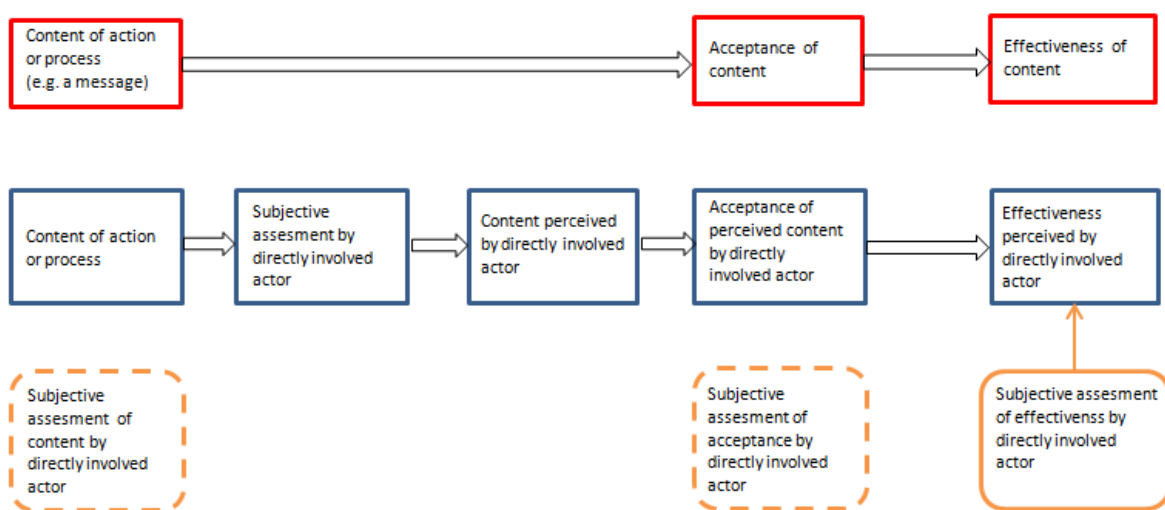 Content of action
or process
(e.g. a message)
Acceptance of
content
Effectiveness of
content
Content of action
or process
Subjective
assesment by
directly involved
actor
Content perceived
by directly involved
actor
Acceptance of
perceived content
by directly
involved actor
Effectiveness
perceived by
directly involved
actor
Subjective
assesment of
content by
directly involved
actor
Subjective
assesment of
acceptance by
directly involved
actor
Subjective assesment
of effectivenss by
directly involved
actor